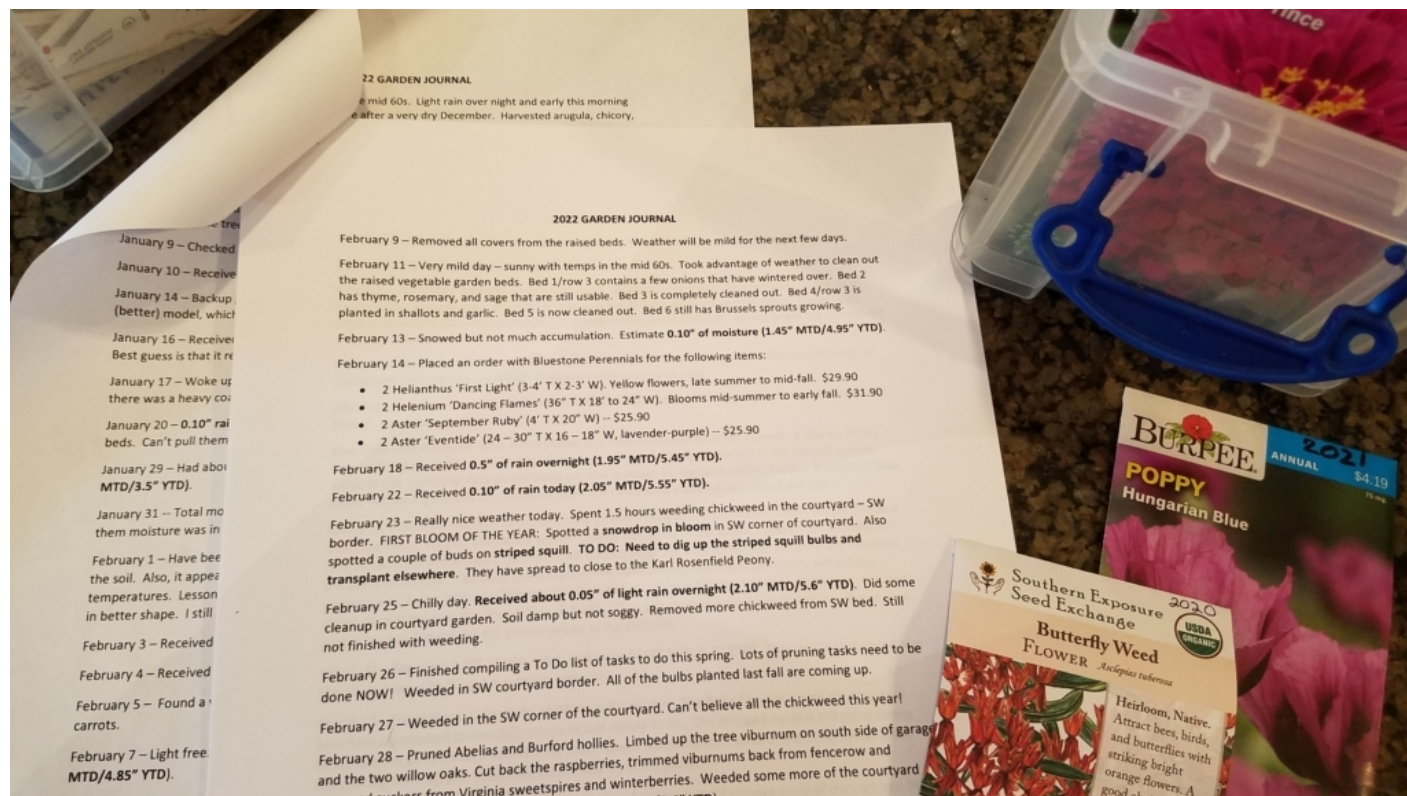 22 GARDEN JOURNAL
e mid 60s. Light rain over night and early this morning
e after a very dry December. Harvested arugula, chicory,
January 9 – Checked
January 10 – Receive
January 14 – Backup
(better) model, which
January 16 – Received
Best guess is that it re
January 17 – Woke up
there was a heavy coa
January 20 – 0.10" rai
beds. Can't pull them
January 29 – Had abou
MTD/3.5" YTD).
January 31 -- Total mo
them moisture was in
February 1 – Have bee
the soil. Also, it appea
temperatures. Lesson
in better shape. I still
February 3 – Received
February 4 – Received
February 5 – Found a
carrots.
February 7 – Light free
MTD/4.85" YTD).
2022 GARDEN JOURNAL
February 9 – Removed all covers from the raised beds. Weather will be mild for the next few days.
February 11 – Very mild day – sunny with temps in the mid 60s. Took advantage of weather to clean out
the raised vegetable garden beds. Bed 1/row 3 contains a few onions that have wintered over. Bed 2
has thyme, rosemary, and sage that are still usable. Bed 3 is completely cleaned out. Bed 4/row 3 is
planted in shallots and garlic. Bed 5 is now cleaned out. Bed 6 still has Brussels sprouts growing.
February 13 – Snowed but not much accumulation. Estimate 0.10" of moisture (1.45" MTD/4.95" YTD).
February 14 – Placed an order with Bluestone Perennials for the following items:
• 2 Helianthus 'First Light' (3-4' T X 2-3' W). Yellow flowers, late summer to mid-fall. $29.90
• 2 Helenium 'Dancing Flames' (36" T X 18' to 24" W). Blooms mid-summer to early fall. $31.90
• 2 Aster 'September Ruby' (4' T X 20" W) -- $25.90
• 2 Aster 'Eventide' (24 – 30" T X 16 – 18" W, lavender-purple) -- $25.90
February 18 – Received 0.5" of rain overnight (1.95" MTD/5.45" YTD).
February 22 – Received 0.10" of rain today (2.05" MTD/5.55" YTD).
February 23 – Really nice weather today. Spent 1.5 hours weeding chickweed in the courtyard – SW
border. FIRST BLOOM OF THE YEAR: Spotted a snowdrop in bloom in SW corner of courtyard. Also
spotted a couple of buds on striped squill. TO DO: Need to dig up the striped squill bulbs and
transplant elsewhere. They have spread to close to the Karl Rosenfield Peony.
February 25 – Chilly day. Received about 0.05" of light rain overnight (2.10" MTD/5.6" YTD). Did some
cleanup in courtyard garden. Soil damp but not soggy. Removed more chickweed from SW bed. Still
not finished with weeding.
February 26 – Finished compiling a To Do list of tasks to do this spring. Lots of pruning tasks need to be
done NOW! Weeded in SW courtyard border. All of the bulbs planted last fall are coming up.
February 27 – Weeded in the SW corner of the courtyard. Can't believe all the chickweed this year!
February 28 – Pruned Abelias and Burford hollies. Limbed up the tree viburnum on south side of garage
and the two willow oaks. Cut back the raspberries, trimmed viburnums back from fencerow and
from Virginia sweetspires and winterberries. Weeded some more of the courtyard
ince
BURPEE
2021
ANNUAL
$4.19
75 mg.
POPPY
Hungarian Blue
Southern Exposure
Seed Exchange
2020
USDA
ORGANIC
Butterfly Weed
FLOWER Asclepias tuberosa
Heirloom, Native.
Attract bees, birds,
and butterflies with
striking bright
orange flowers. A